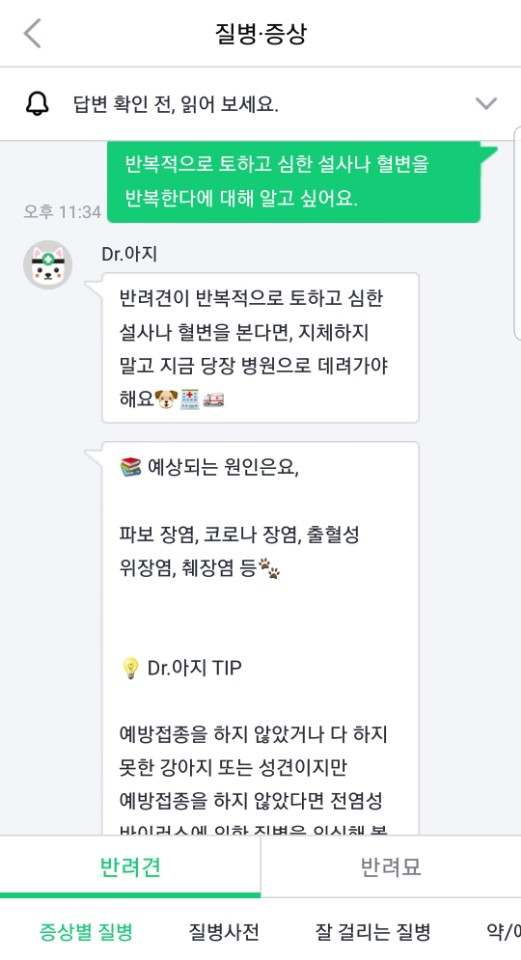 질병·증상
답변 확인 전, 읽어 보세요.
반복적으로 토하고 심한 설사나 혈변을
반복한다에 대해 알고 싶어요.
오후 11:34
Dr.아지
반려견이 반복적으로 토하고 심한
설사나 혈변을 본다면, 지체하지
말고 지금 당장 병원으로 데려가야
해요🐶🏥🚑
📚 예상되는 원인은요,
파보 장염, 코로나 장염, 출혈성
위장염, 췌장염 등🐾
💡 Dr.아지 TIP
예방접종을 하지 않았거나 다 하지
못한 강아지 또는 성견이지만
예방접종을 하지 않았다면 전염성
바이러스에 의한 질병을 의심해 볼
반려견
반려묘
증상별 질병
질병사전
잘 걸리는 질병
약/